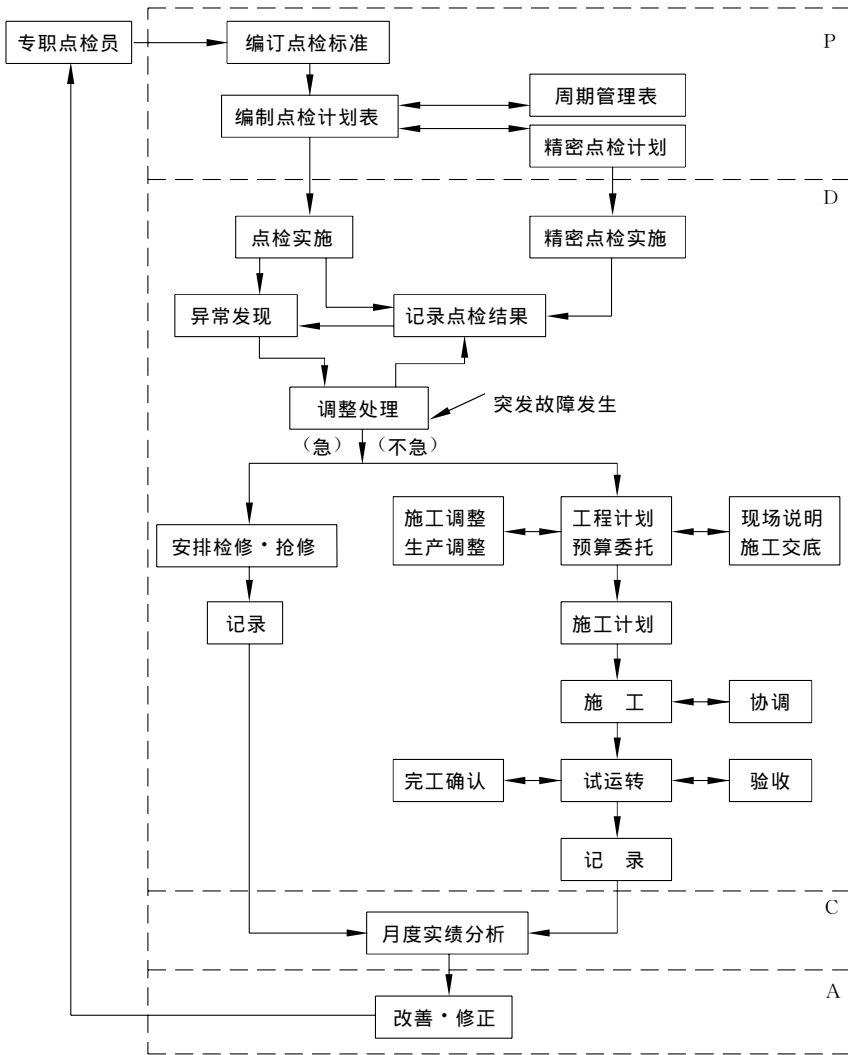 专职点检员
编订点检标准
P
周期管理表
编制点检计划表
精密点检计划
D
点检实施
精密点检实施
异常发现
记录点检结果
调整处理
突发故障发生
（急）
（不急）
施工调整
生产调整
工程计划
预算委托
现场说明
施工交底
安排检修·抢修
记录
施工计划
施 工
协调
完工确认
试运转
验收
记 录
C
月度实绩分析
A
改善·修正